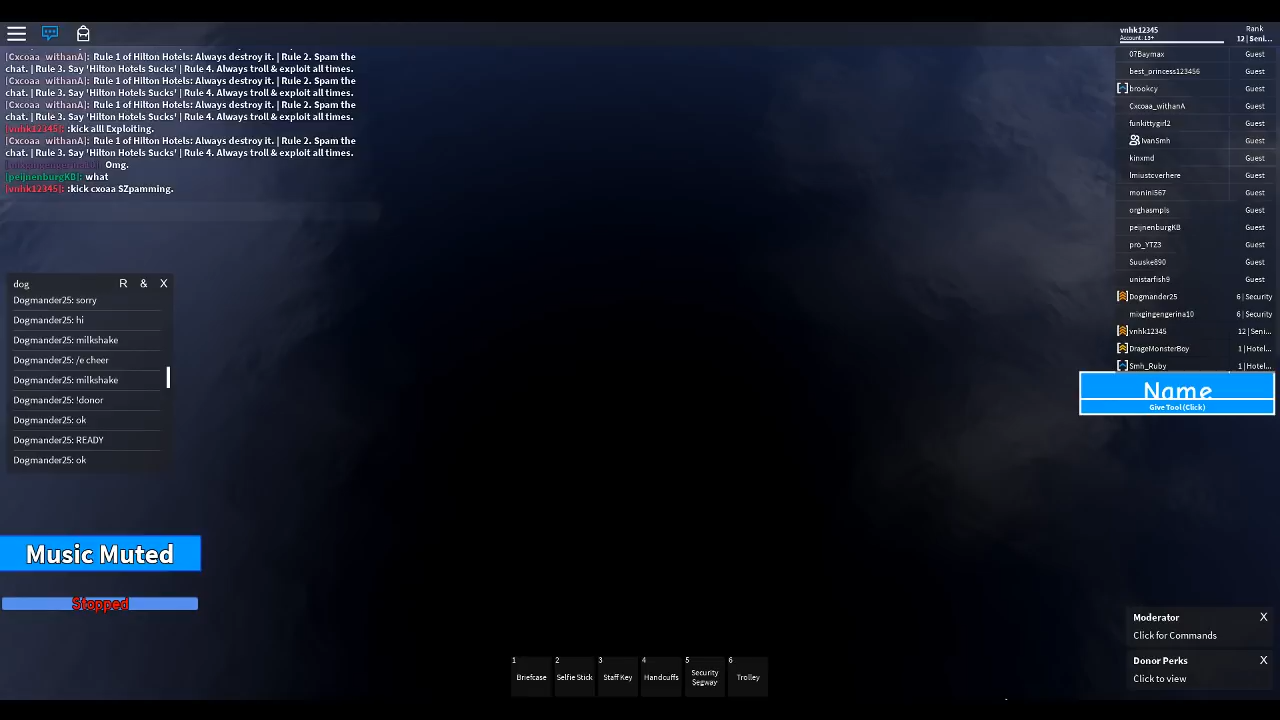 [Cxcoaa_withanA]: Rule 1 of Hilton Hotels: Always destroy it. | Rule 2. Spam the
chat. | Rule 3. Say 'Hilton Hotels Sucks' | Rule 4. Always troll & exploit all times.
[Cxcoaa_withanA]: Rule 1 of Hilton Hotels: Always destroy it. | Rule 2. Spam the
chat. | Rule 3. Say 'Hilton Hotels Sucks' | Rule 4. Always troll & exploit all times.
[Cxcoaa_withanA]: Rule 1 of Hilton Hotels: Always destroy it. | Rule 2. Spam the
chat. | Rule 3. Say 'Hilton Hotels Sucks' | Rule 4. Always troll & exploit all times.
[vnhk12345]: :kick alll Exploiting.
[Cxcoaa_withanA]: Rule 1 of Hilton Hotels: Always destroy it. | Rule 2. Spam the
chat. | Rule 3. Say 'Hilton Hotels Sucks' | Rule 4. Always troll & exploit all times.
Omg.
[peijnenburgKB]: what
[vnhk12345]: :kick cxoaa SZpamming.
dog R & X
Dogmander25: sorry
Dogmander25: hi
Dogmander25: milkshake
Dogmander25: /e cheer
Dogmander25: milkshake
Dogmander25: !donor
Dogmander25: ok
Dogmander25: READY
Dogmander25: ok
Music Muted
Stopped
1 Briefcase
2 Selfie Stick
3 Staff Key
4 Handcuffs
5 Security Segway
6 Trolley
vnhk12345 Rank
Account: 13+ 12 | Seni...
07Baymax Guest
best_princess123456 Guest
brookcy Guest
Cxcoaa_withanA Guest
funkittygirl2 Guest
IvanSmh Guest
kinxmd Guest
lmiustcverhere Guest
monini567 Guest
orghasmpls Guest
peijnenburgKB Guest
pro_YTZ3 Guest
Suuske890 Guest
unistarfish9 Guest
Dogmander25 6 | Security
mixgingengerina10 6 | Security
vnhk12345 12 | Seni...
DrageMonsterBoy 1 | Hotel...
Smh_Ruby 1 | Hotel...
Name
Give Tool (Click)
Moderator X
Click for Commands
Donor Perks X
Click to view